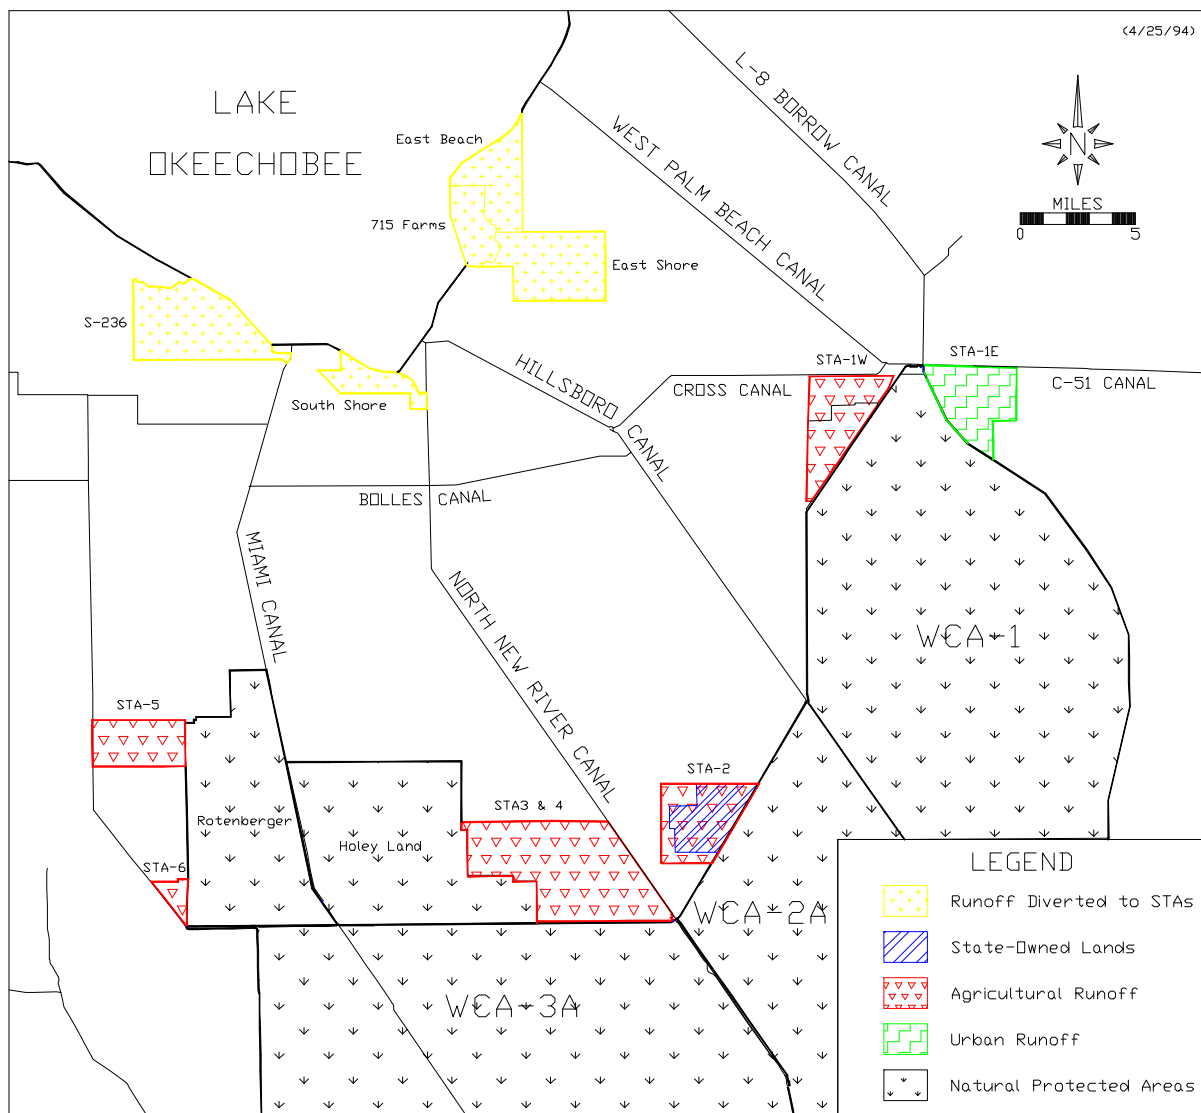 (4/25/94)
LAKE
OKEECHOBEE
L-8 BORROW CANAL
WEST PALM BEACH CANAL
N
MILES
0 5
East Beach
715 Farms
East Shore
S-236
South Shore
HILLSBORO CANAL
CROSS CANAL
STA-1W
STA-1E
C-51 CANAL
BOLLES CANAL
MIAMI CANAL
NORTH NEW RIVER CANAL
WCA-1
STA-5
STA-2
Rotenberger
STA3 & 4
Holey Land
STA-6
WCA-2A
WCA-3A
LEGEND
Runoff Diverted to STAs
State-Owned Lands
Agricultural Runoff
Urban Runoff
Natural Protected Areas